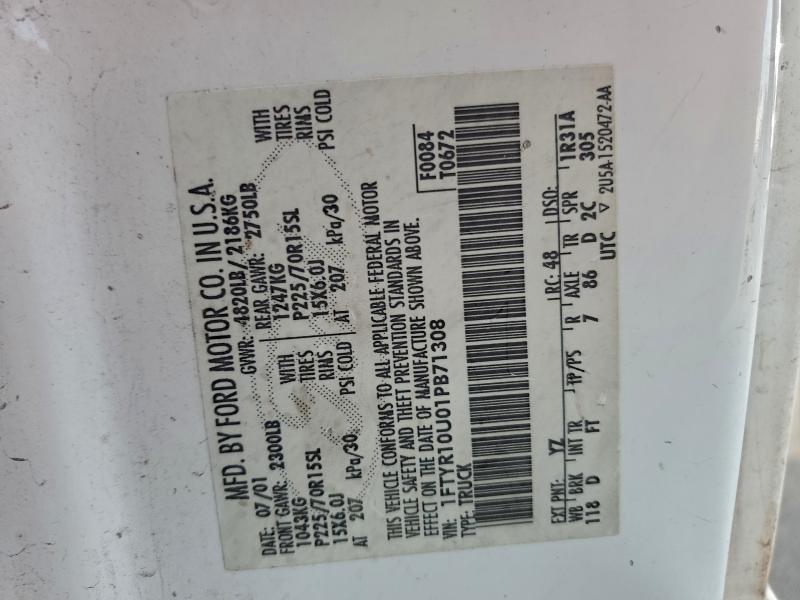 MFD. BY FORD MOTOR CO. IN U.S.A.
DATE: 07/01 GVWR: 4820LB/ 2186KG
FRONT GAWR: 2300LB REAR GAWR: 2750LB
1043KG WITH 1247KG WITH
P225/70R15SL TIRES P225/70R15SL TIRES
15X6.0J RIMS 15X6.0J RIMS
AT 207 kPa/30 PSI COLD AT 207 kPa/30 PSI COLD
THIS VEHICLE CONFORMS TO ALL APPLICABLE FEDERAL MOTOR
VEHICLE SAFETY AND THEFT PREVENTION STANDARDS IN
EFFECT ON THE DATE OF MANUFACTURE SHOWN ABOVE.
VIN: 1FTYR10U01PB71308 F0084
TYPE: TRUCK T0672
EXT PNT: YZ RC: 48 DSO:
WB BRK INT TR TP/PS R AXLE TR SPR 1R31A
118 D FT 7 86 D 2C 305
UTC ▽ 2U5A-1520472-AA